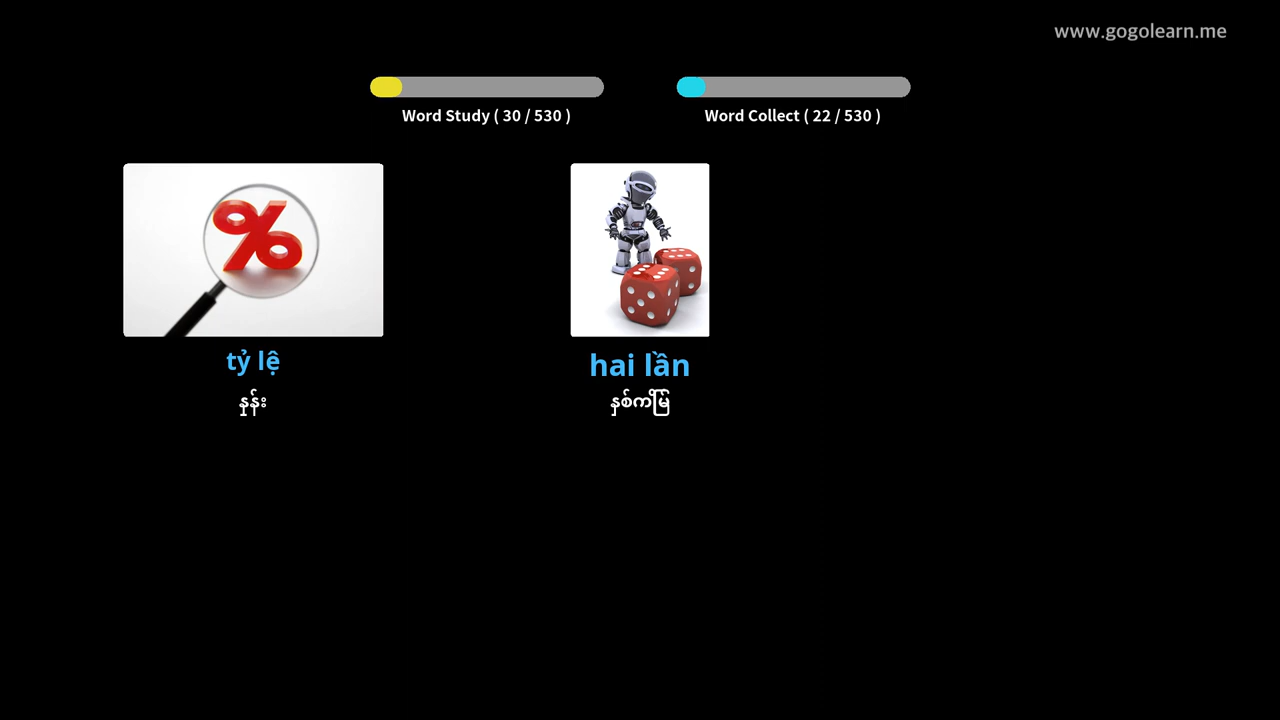 www.gogolearn.me
Word Study ( 30 / 530 )
Word Collect ( 22 / 530 )
%
tỷ lệ
နှုန်း
hai lần
နှစ်ကြိမ်